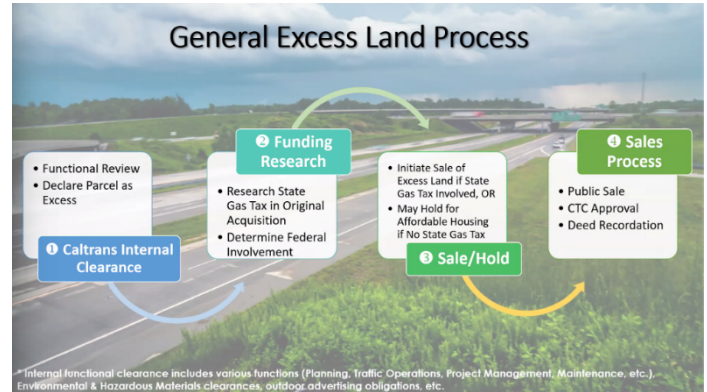 General Excess Land Process
• Functional Review
• Declare Parcel as
Excess
❶ Caltrans Internal
Clearance
❷ Funding
Research
• Research State
Gas Tax in Original
Acquisition
• Determine Federal
Involvement
• Initiate Sale of
Excess Land if State
Gas Tax Involved, OR
• May Hold for
Affordable Housing
if No State Gas Tax
❸ Sale/Hold
❹ Sales
Process
• Public Sale
• CTC Approval
• Deed Recordation
* Internal functional clearance includes various functions (Planning, Traffic Operations, Project Management, Maintenance, etc.),
Environmental & Hazardous Materials clearances, outdoor advertising obligations, etc.